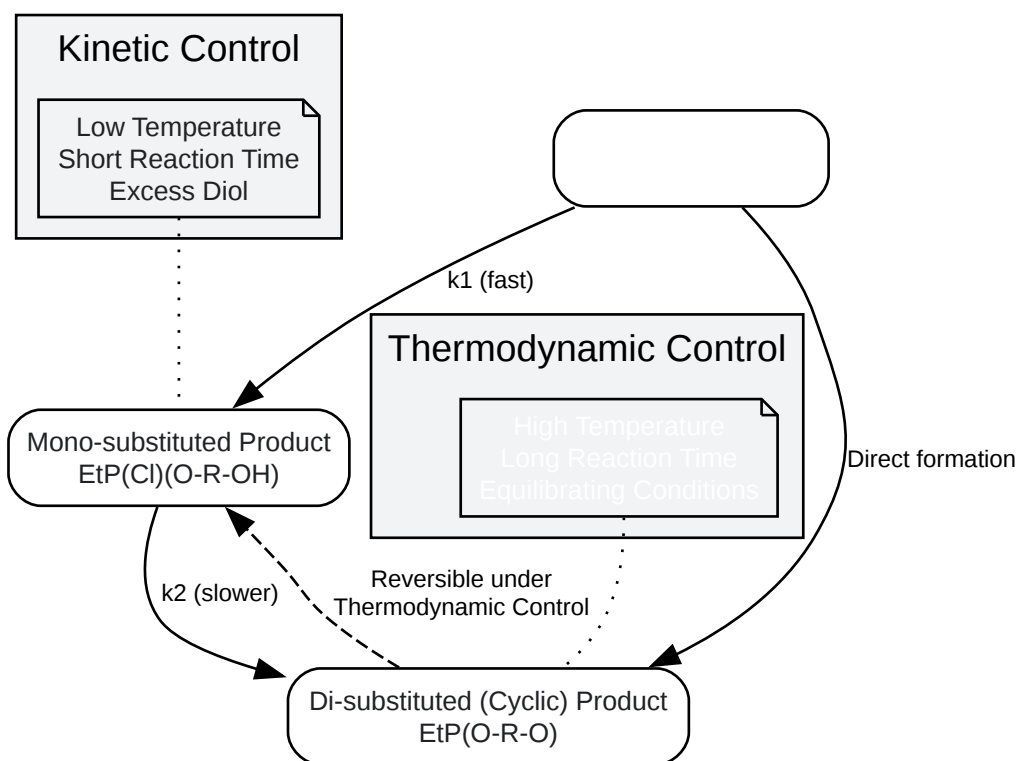 Kinetic Control
Low Temperature
Short Reaction Time
Excess Diol
k1 (fast)
Thermodynamic Control
High Temperature
Long Reaction Time
Equilibrating Conditions
Mono-substituted Product
EtP(Cl)(O-R-OH)
Direct formation
k2 (slower)
Reversible under
Thermodynamic Control
Di-substituted (Cyclic) Product
EtP(O-R-O)